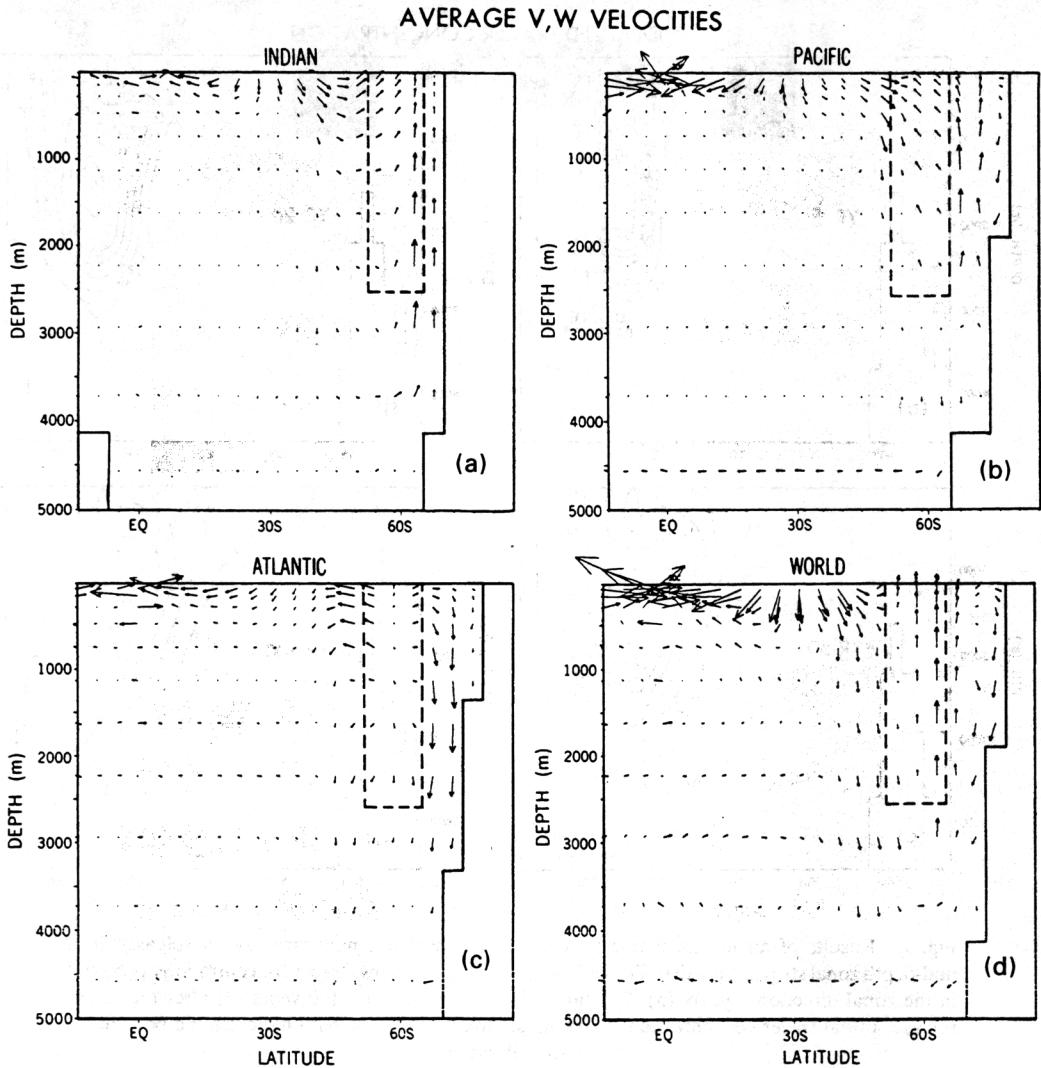 AVERAGE V,W VELOCITIES
INDIAN
1000
2000
3000
4000
5000
DEPTH (m)
EQ
30S
60S
(a)
PACIFIC
1000
2000
3000
4000
5000
DEPTH (m)
EQ
30S
60S
(b)
ATLANTIC
1000
2000
3000
4000
5000
DEPTH (m)
EQ
30S
60S
LATITUDE
(c)
WORLD
1000
2000
3000
4000
5000
DEPTH (m)
EQ
30S
60S
LATITUDE
(d)